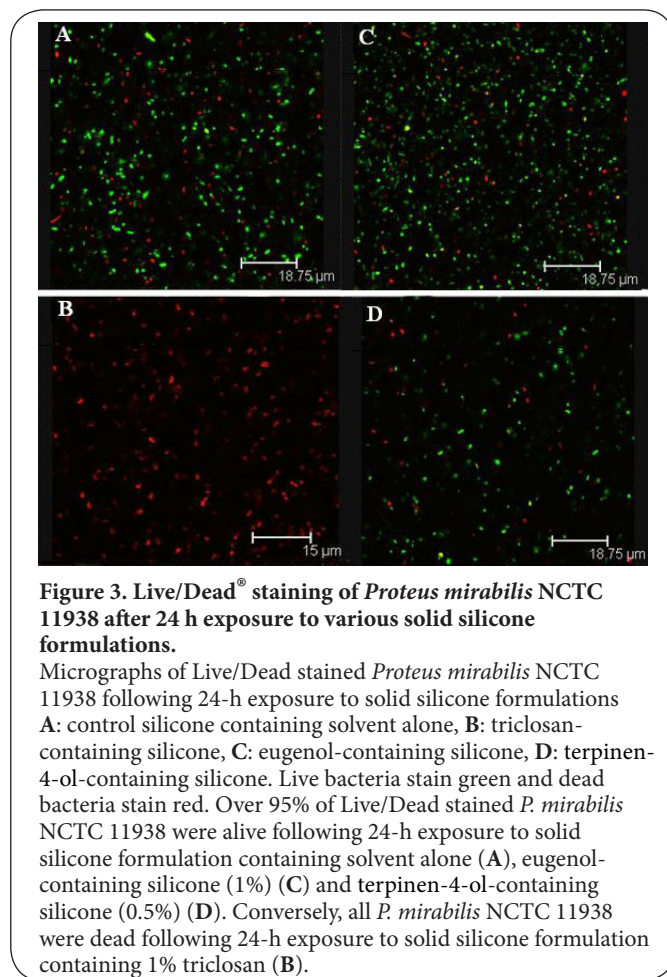 A
C
18.75 µm
18.75 µm
B
D
15 µm
18.75 µm
Figure 3. Live/Dead® staining of Proteus mirabilis NCTC
11938 after 24 h exposure to various solid silicone
formulations.
Micrographs of Live/Dead stained Proteus mirabilis NCTC
11938 following 24-h exposure to solid silicone formulations
A: control silicone containing solvent alone, B: triclosan-
containing silicone, C: eugenol-containing silicone, D: terpinen-
4-ol-containing silicone. Live bacteria stain green and dead
bacteria stain red. Over 95% of Live/Dead stained P. mirabilis
NCTC 11938 were alive following 24-h exposure to solid
silicone formulation containing solvent alone (A), eugenol-
containing silicone (1%) (C) and terpinen-4-ol-containing
silicone (0.5%) (D). Conversely, all P. mirabilis NCTC 11938
were dead following 24-h exposure to solid silicone formulation
containing 1% triclosan (B).